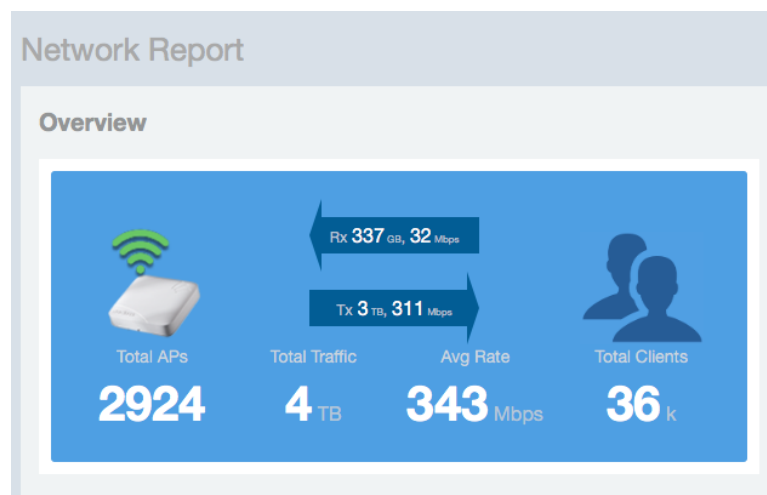 Network Report
Overview
Rx 337 GB, 32 Mbps
Tx 3 TB, 311 Mbps
Total APs
Total Traffic
Avg Rate
Total Clients
2924
4 TB
343 Mbps
36 k